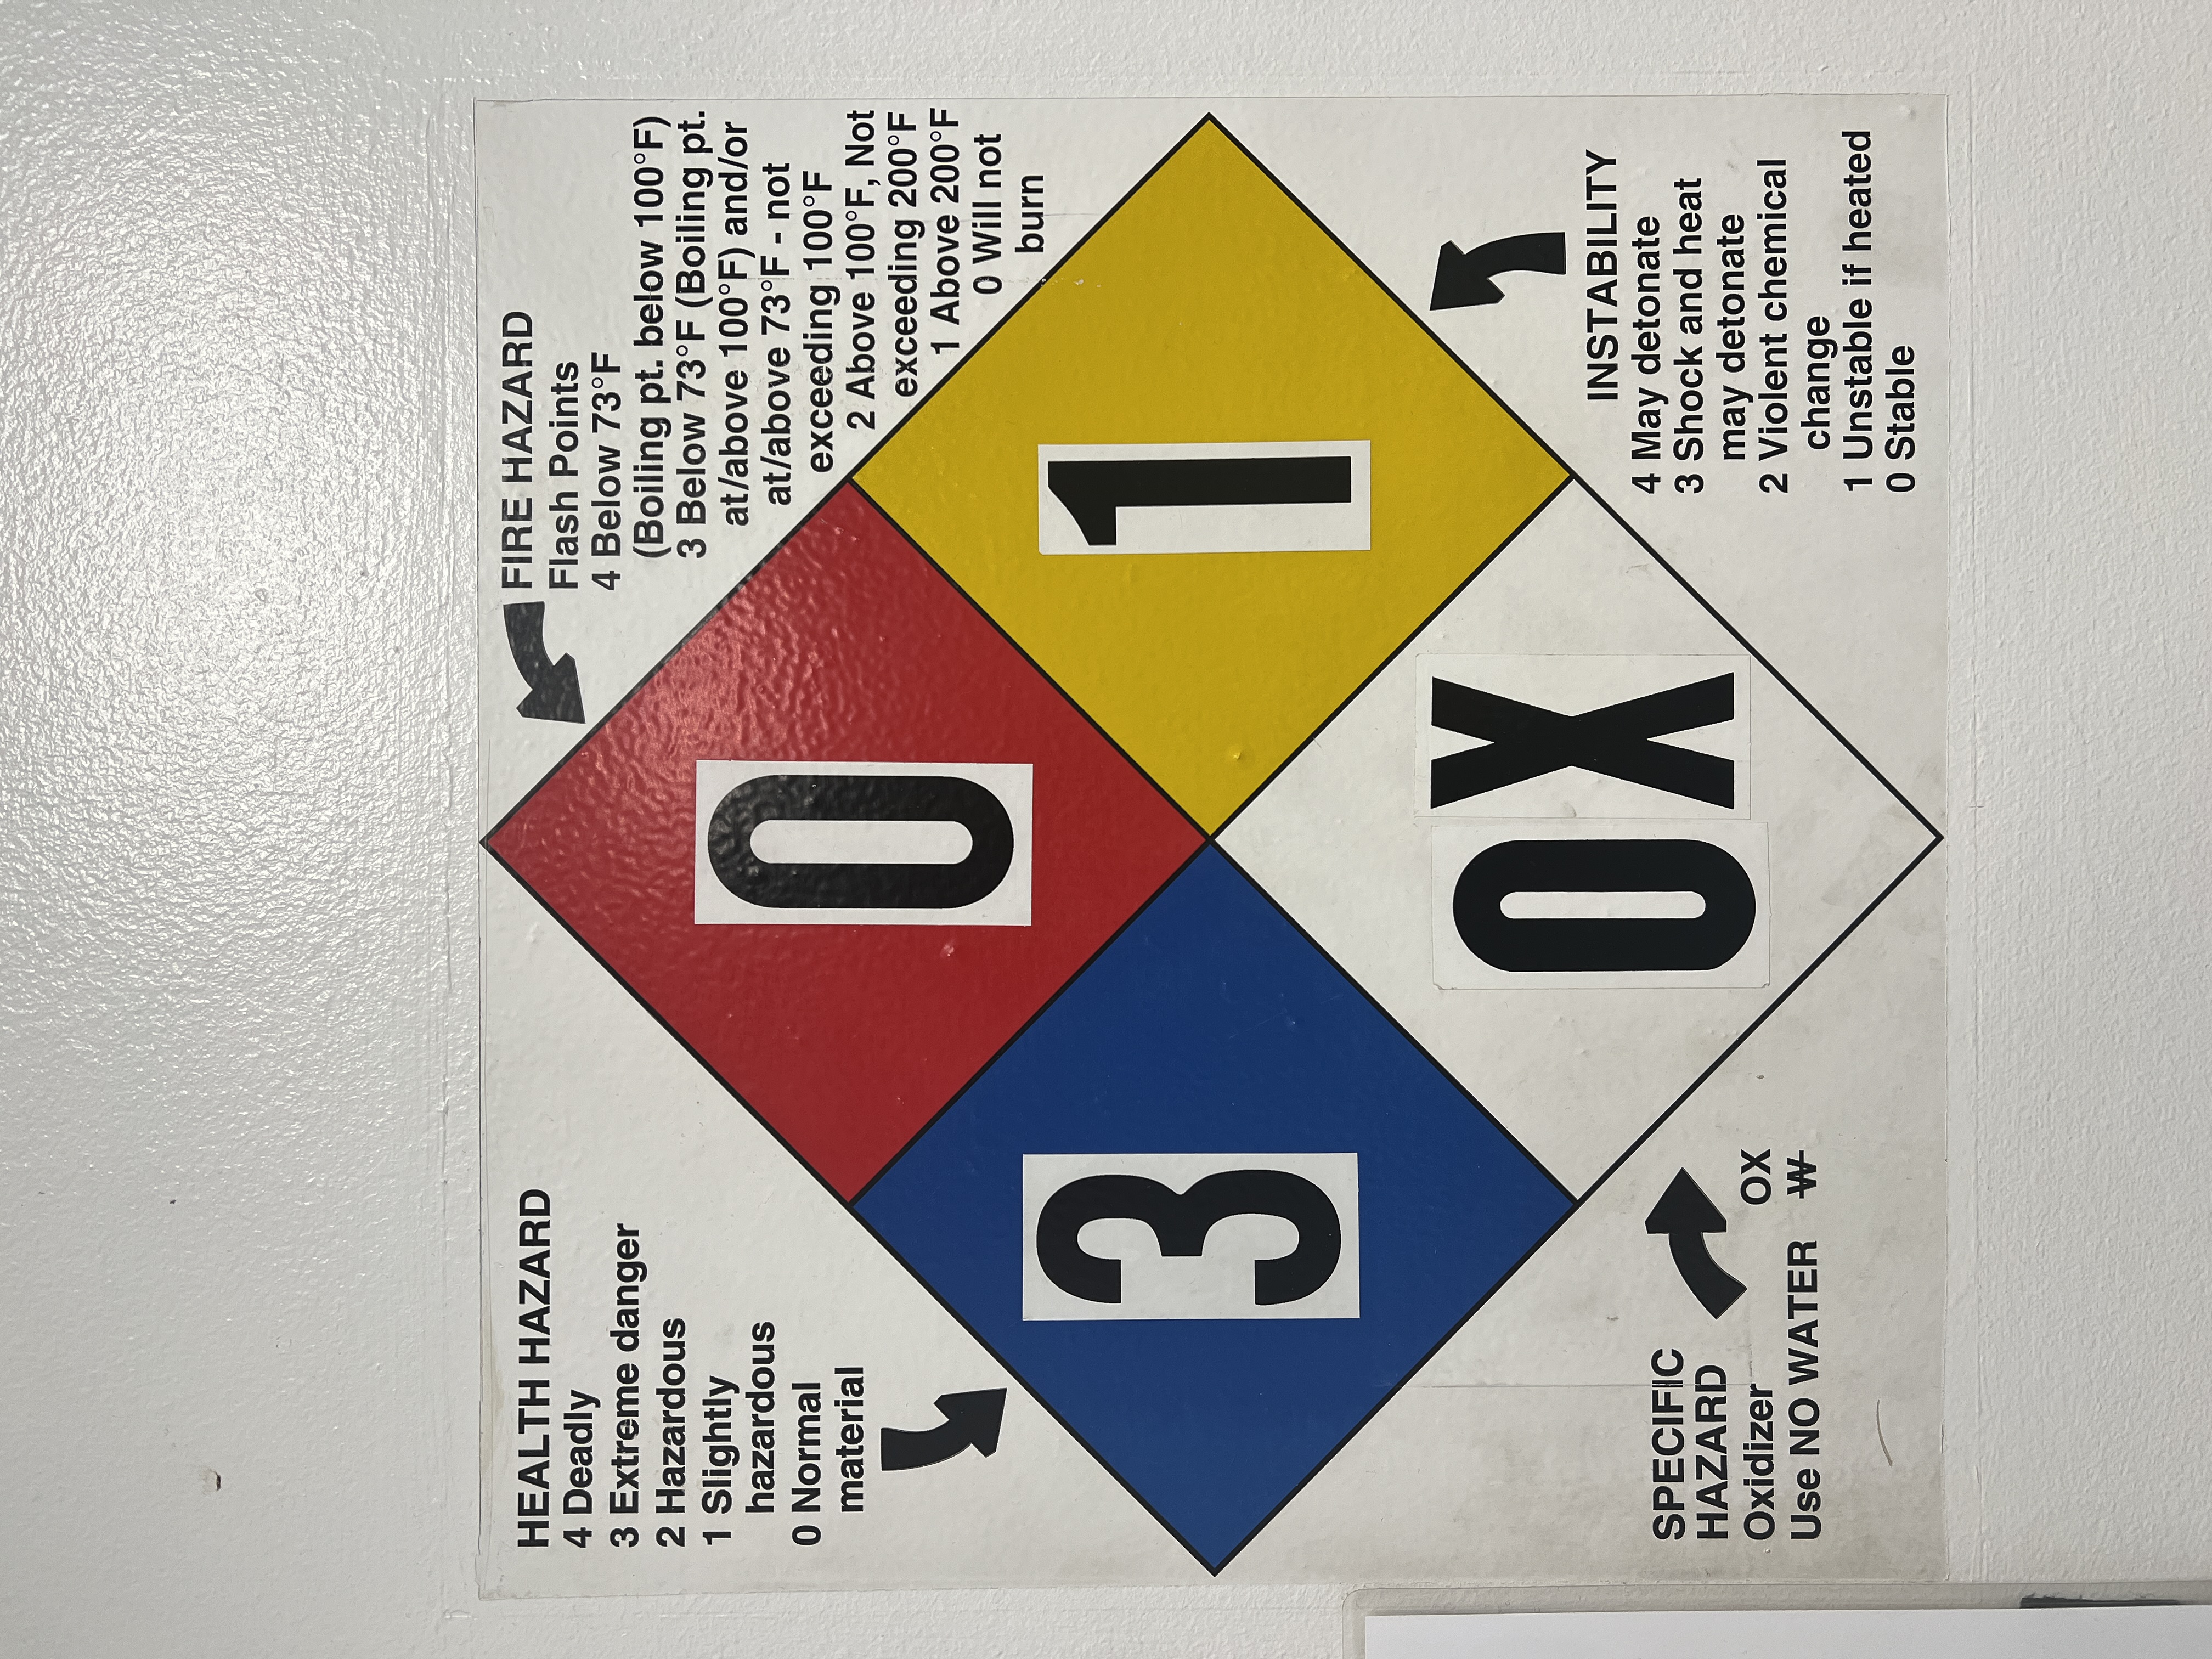 HEALTH HAZARD
4 Deadly
3 Extreme danger
2 Hazardous
1 Slightly
hazardous
0 Normal
material
FIRE HAZARD
Flash Points
4 Below 73°F
(Boiling pt. below 100°F)
3 Below 73°F (Boiling pt.
at/above 100°F) and/or
at/above 73°F - not
exceeding 100°F
2 Above 100°F, Not
exceeding 200°F
1 Above 200°F
0 Will not
burn
0
3
1
OX
SPECIFIC
HAZARD
Oxidizer OX
Use NO WATER W̶
INSTABILITY
4 May detonate
3 Shock and heat
may detonate
2 Violent chemical
change
1 Unstable if heated
0 Stable